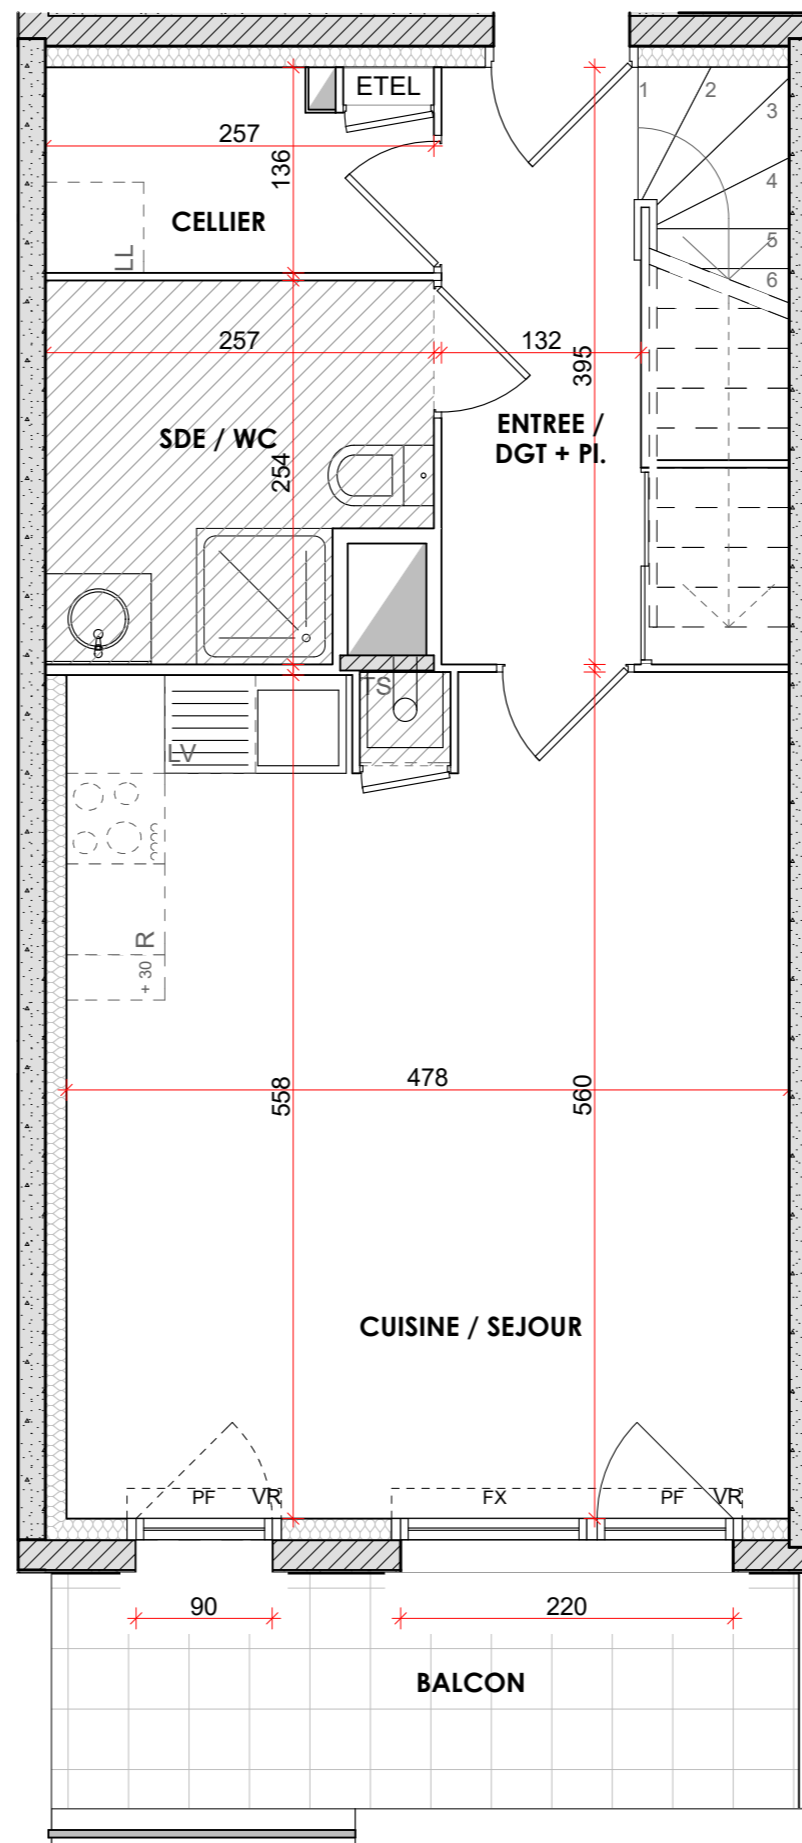 ETEL
1
2
3
257
136
4
CELLIER
5
LL
6
257
132
395
SDE / WC
ENTREE /
DGT + Pl.
254
TS
LV
R
+ 30
478
558
560
CUISINE / SEJOUR
PF
VR
FX
PF
VR
90
220
BALCON